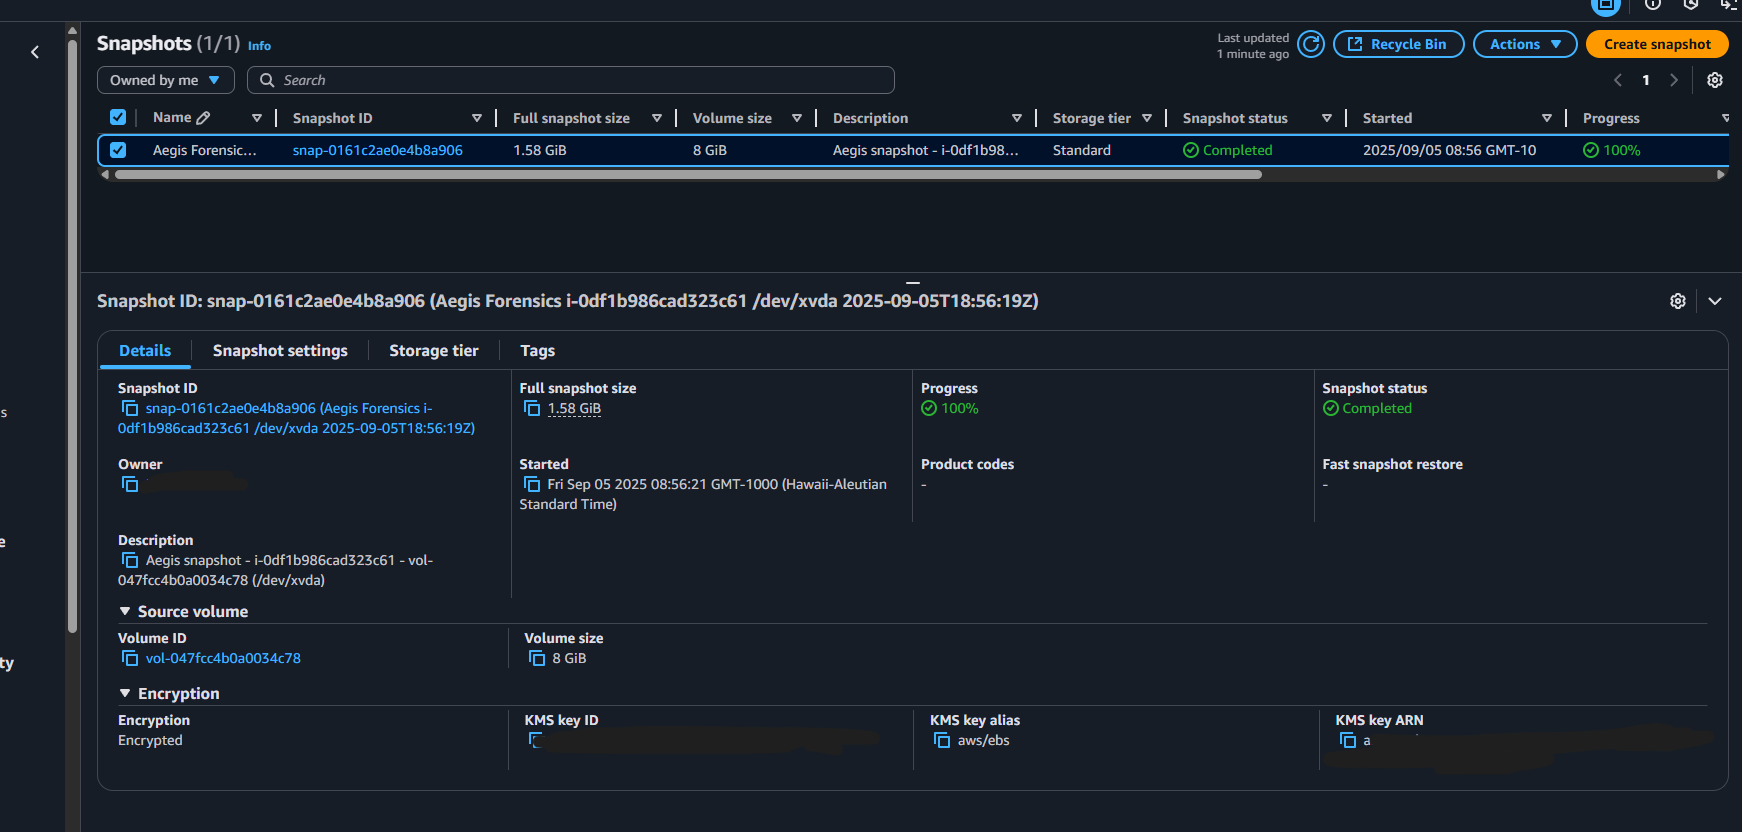 Snapshots (1/1) Info
Last updated
1 minute ago
Recycle Bin
Actions
Create snapshot
Owned by me
Search
1
Name Snapshot ID Full snapshot size Volume size Description Storage tier Snapshot status Started Progress
Aegis Forensic... snap-0161c2ae0e4b8a906 1.58 GiB 8 GiB Aegis snapshot - i-0df1b98... Standard Completed 2025/09/05 08:56 GMT-10 100%
Snapshot ID: snap-0161c2ae0e4b8a906 (Aegis Forensics i-0df1b986cad323c61 /dev/xvda 2025-09-05T18:56:19Z)
Details Snapshot settings Storage tier Tags
Snapshot ID
snap-0161c2ae0e4b8a906 (Aegis Forensics i-
0df1b986cad323c61 /dev/xvda 2025-09-05T18:56:19Z)
Full snapshot size
1.58 GiB
Progress
100%
Snapshot status
Completed
s
Owner
Started
Fri Sep 05 2025 08:56:21 GMT-1000 (Hawaii-Aleutian
Standard Time)
Product codes
-
Fast snapshot restore
-
e
Description
Aegis snapshot - i-0df1b986cad323c61 - vol-
047fcc4b0a0034c78 (/dev/xvda)
Source volume
Volume ID
vol-047fcc4b0a0034c78
Volume size
8 GiB
ty
Encryption
Encryption
Encrypted
KMS key ID
KMS key alias
aws/ebs
KMS key ARN
a